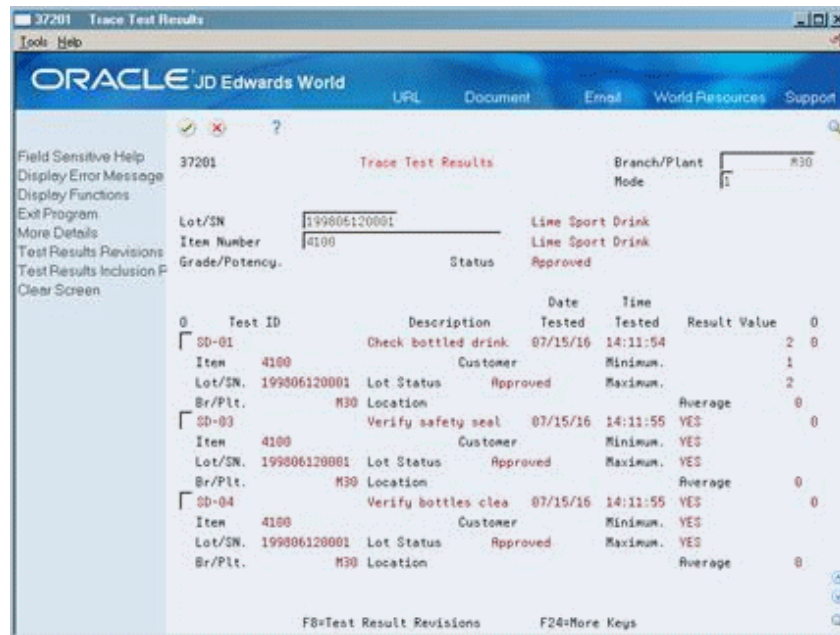 37201 Trace Test Results
Tools Help
ORACLE JD Edwards World
URL Document Email World Resources Support
?
Field Sensitive Help
Display Error Message
Display Functions
Exit Program
More Details
Test Results Revisions
Test Results Inclusion P
Clear Screen
37201 Trace Test Results Branch/Plant M30
Mode 1
Lot/SN 199806120001 Lime Sport Drink
Item Number 4100 Lime Sport Drink
Grade/Potency. Status Approved
Date Time
O Test ID Description Tested Tested Result Value O
SD-01 Check bottled drink 07/15/16 14:11:54 2 0
Item 4100 Customer Minimum. 1
Lot/SN. 199806120001 Lot Status Approved Maximum. 2
Br/Plt. M30 Location Average 0
SD-03 Verify safety seal 07/15/16 14:11:55 YES 0
Item 4100 Customer Minimum. YES
Lot/SN. 199806120001 Lot Status Approved Maximum. YES
Br/Plt. M30 Location Average 0
SD-04 Verify bottles clea 07/15/16 14:11:55 YES 0
Item 4100 Customer Minimum. YES
Lot/SN. 199806120001 Lot Status Approved Maximum. YES
Br/Plt. M30 Location Average 0
F8=Test Result Revisions F24=More Keys